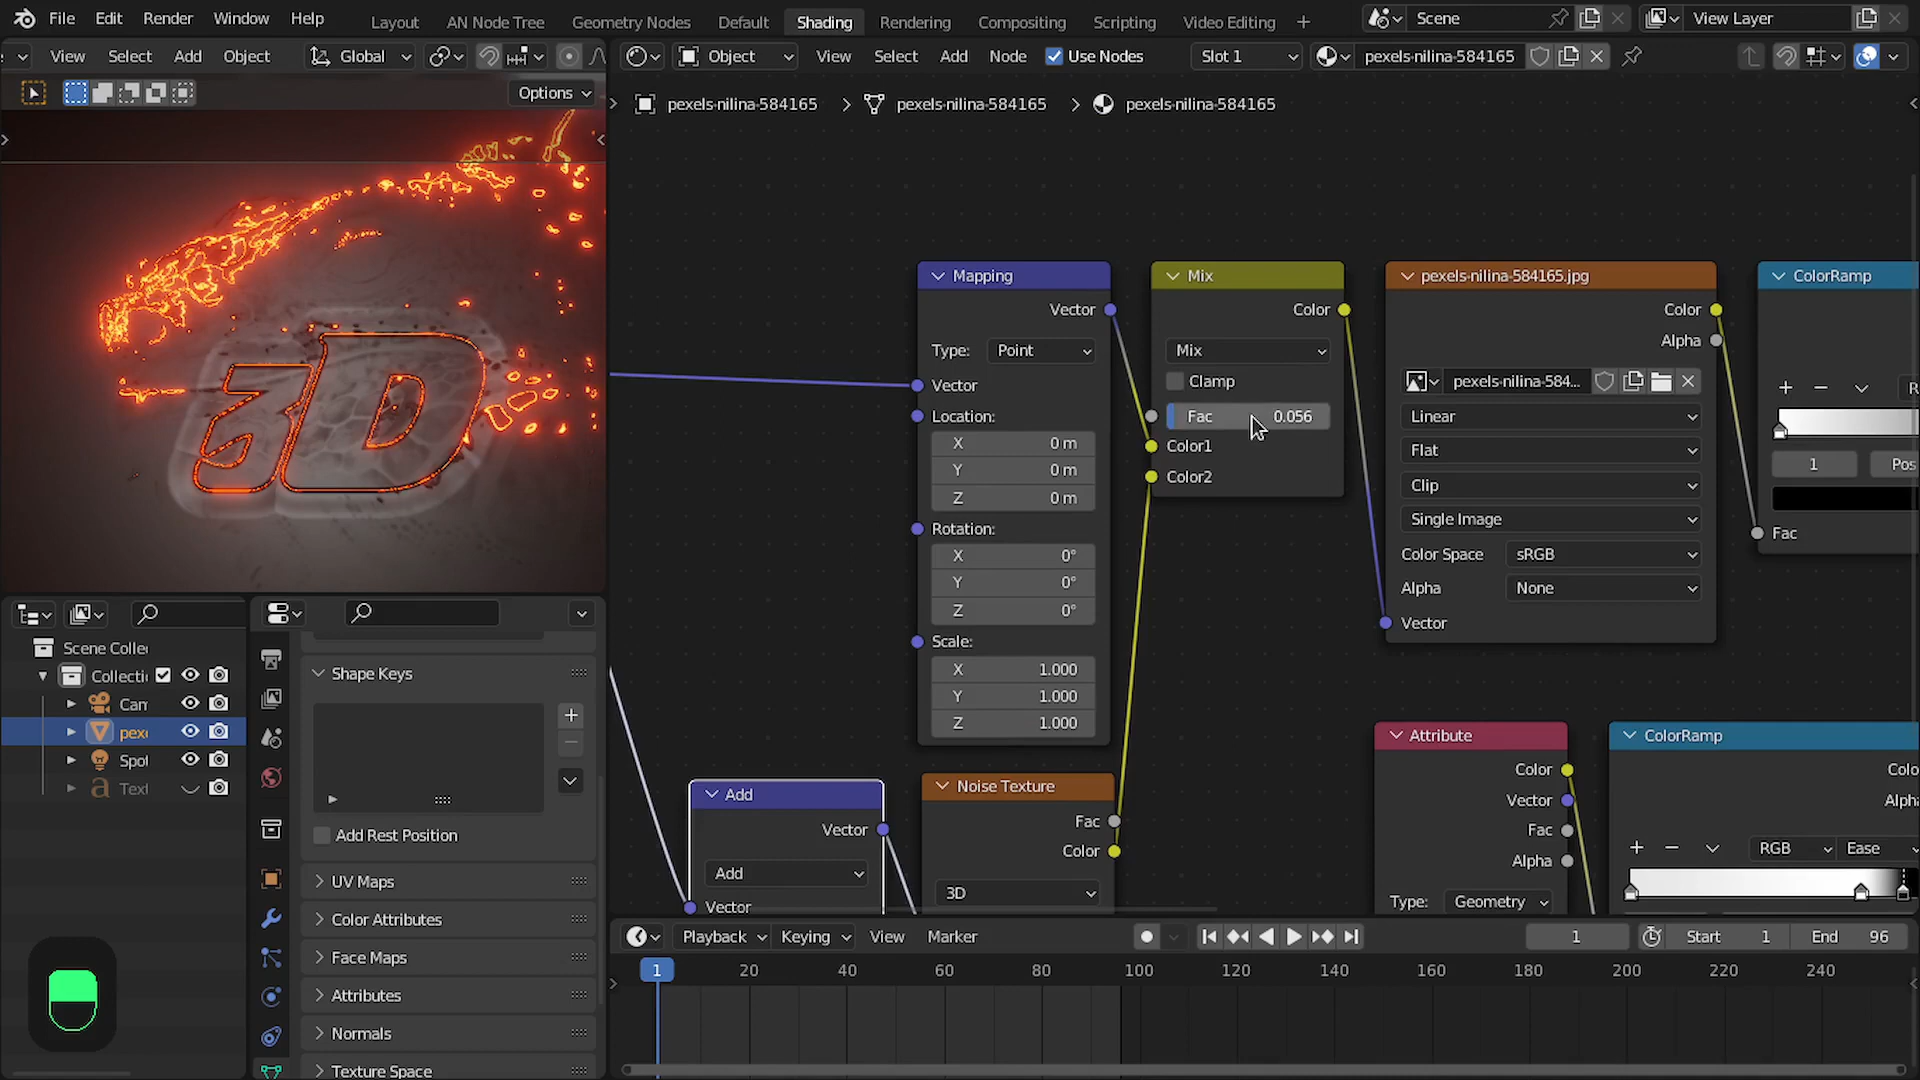 File Edit Render Window Help Layout AN Node Tree Geometry Nodes Default Shading Rendering Compositing Scripting Video Editing + Scene View Layer
View Select Add Object Global Object View Select Add Node Use Nodes Slot 1 pexels-nilina-584165
Options
pexels-nilina-584165 > pexels-nilina-584165 > pexels-nilina-584165
3D
Mapping
Vector
Type: Point
Vector
Location:
X 0 m
Y 0 m
Z 0 m
Rotation:
X 0°
Y 0°
Z 0°
Scale:
X 1.000
Y 1.000
Z 1.000
Mix
Color
Mix
Clamp
Fac 0.056
Color1
Color2
pexels-nilina-584165.jpg
Color
Alpha
pexels-nilina-584...
Linear
Flat
Clip
Single Image
Color Space sRGB
Alpha None
Vector
ColorRamp
+ −
R
1 Pos
Fac
Add
Vector
Add
Vector
Noise Texture
Fac
Color
3D
Attribute
Color
Vector
Fac
Alpha
Type: Geometry
ColorRamp
Colo
Alpha
+ − RGB Ease
Scene Colle
Collecti
Cam
pex
Spot
Text
Shape Keys
+
−
Add Rest Position
UV Maps
Color Attributes
Face Maps
Attributes
Normals
Texture Space
Playback Keying View Marker 1 Start 1 End 96
1 20 40 60 80 100 120 140 160 180 200 220 240